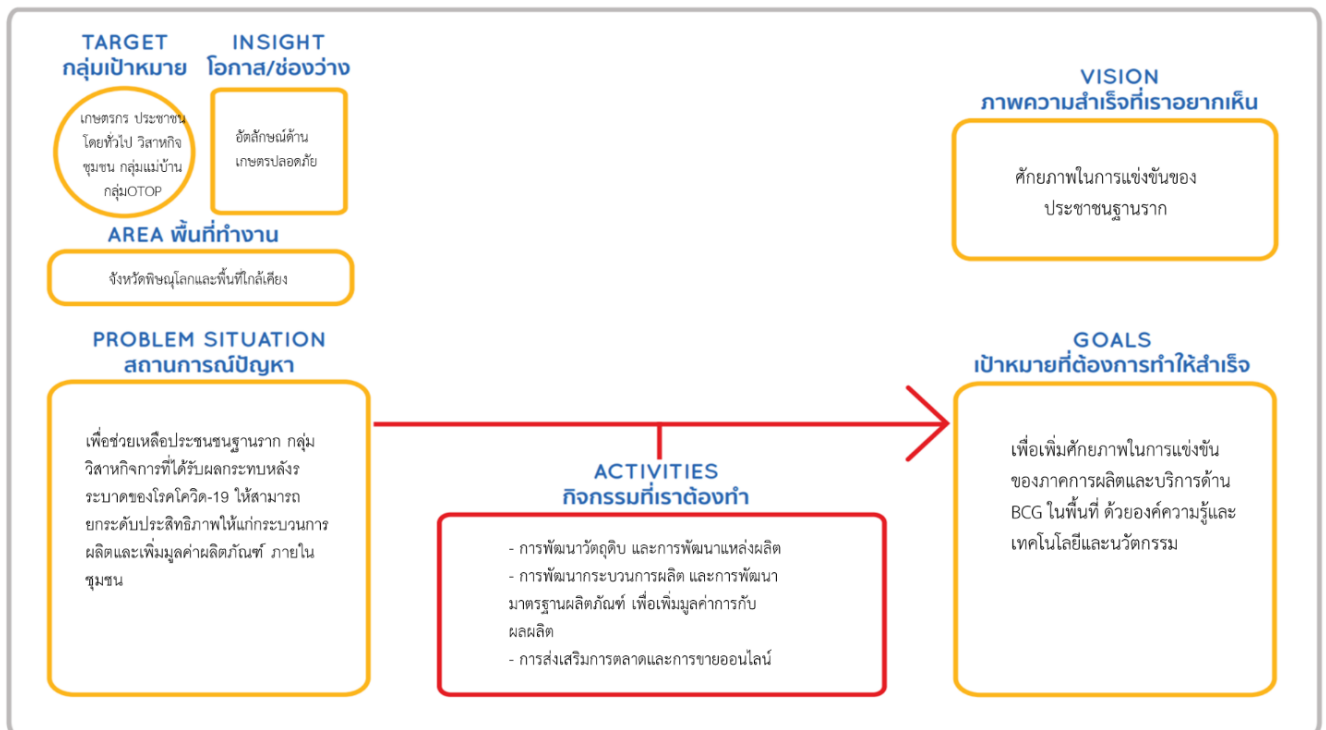 TARGET
กลุ่มเป้าหมาย
เกษตรกร ประชาชน
โดยทั่วไป วิสาหกิจ
ชุมชน กลุ่มแม่บ้าน
กลุ่มOTOP
INSIGHT
โอกาส/ช่องว่าง
อัตลักษณ์ด้าน
เกษตรปลอดภัย
AREA พื้นที่ทำงาน
จังหวัดพิษณุโลกและพื้นที่ใกล้เคียง
VISION
ภาพความสำเร็จที่เราอยากเห็น
ศักยภาพในการแข่งขันของ
ประชาชนฐานราก
PROBLEM SITUATION
สถานการณ์ปัญหา
เพื่อช่วยเหลือประชนชนฐานราก กลุ่ม
วิสาหกิจการที่ได้รับผลกระทบหลังร
ระบาดของโรคโควิด-19 ให้สามารถ
ยกระดับประสิทธิภาพให้แก่กระบวนการ
ผลิตและเพิ่มมูลค่าผลิตภัณฑ์ ภายใน
ชุมชน
ACTIVITIES
กิจกรรมที่เราต้องทำ
- การพัฒนาวัตถุดิบ และการพัฒนาแหล่งผลิต
- การพัฒนากระบวนการผลิต และการพัฒนา
มาตรฐานผลิตภัณฑ์ เพื่อเพิ่มมูลค่าการกับ
ผลผลิต
- การส่งเสริมการตลาดและการขายออนไลน์
GOALS
เป้าหมายที่ต้องการทำให้สำเร็จ
เพื่อเพิ่มศักยภาพในการแข่งขัน
ของภาคการผลิตและบริการด้าน
BCG ในพื้นที่ ด้วยองค์ความรู้และ
เทคโนโลยีและนวัตกรรม